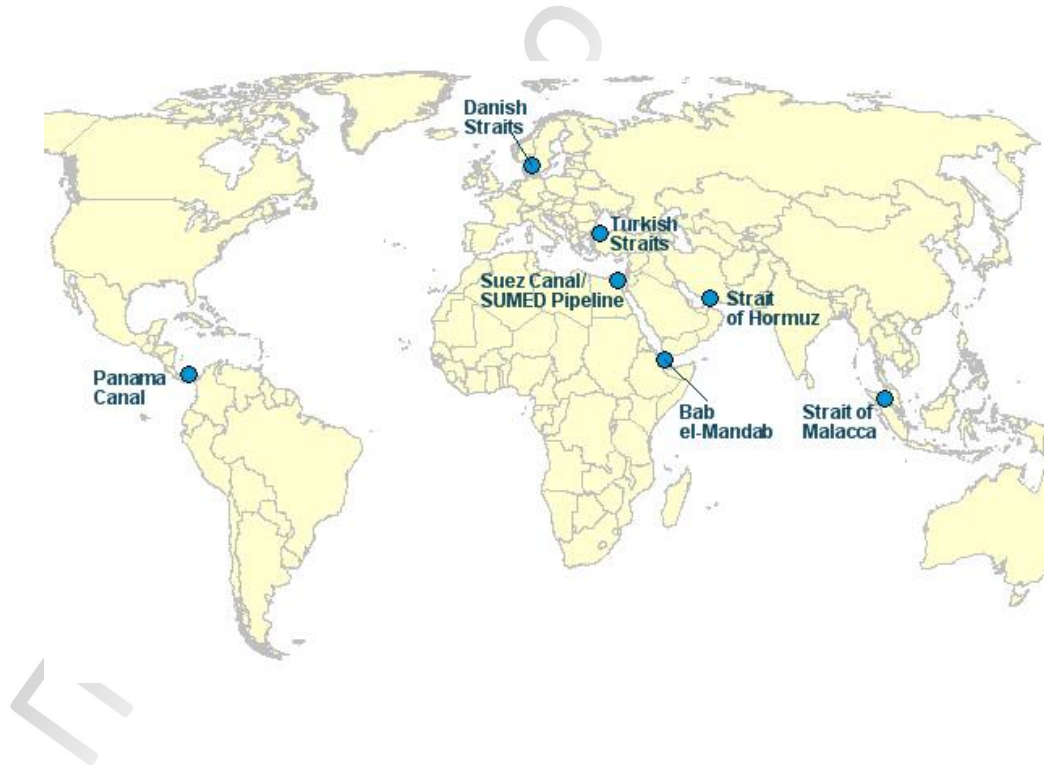 Danish
Straits
Turkish
Straits
Suez Canal/
SUMED Pipeline
Strait
of Hormuz
Panama
Canal
Bab
el-Mandab
Strait of
Malacca